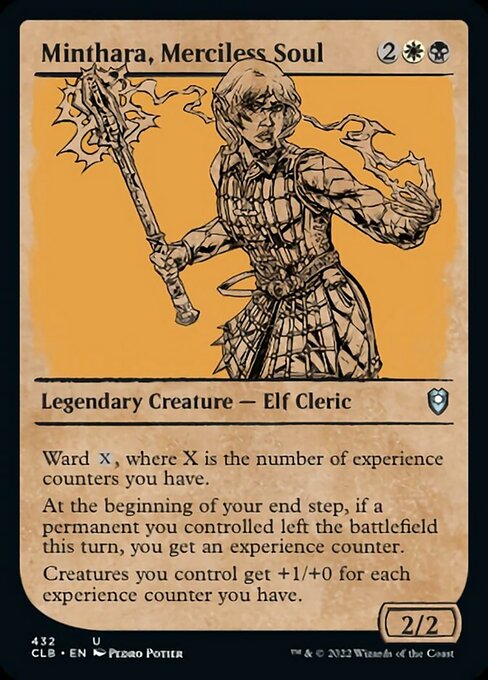 Minthara, Merciless Soul 2
Legendary Creature — Elf Cleric
Ward X, where X is the number of experience
counters you have.
At the beginning of your end step, if a
permanent you controlled left the battlefield
this turn, you get an experience counter.
Creatures you control get +1/+0 for each
experience counter you have.
2/2
432 U
CLB • EN Pedro Potier
™ & © 2022 Wizards of the Coast